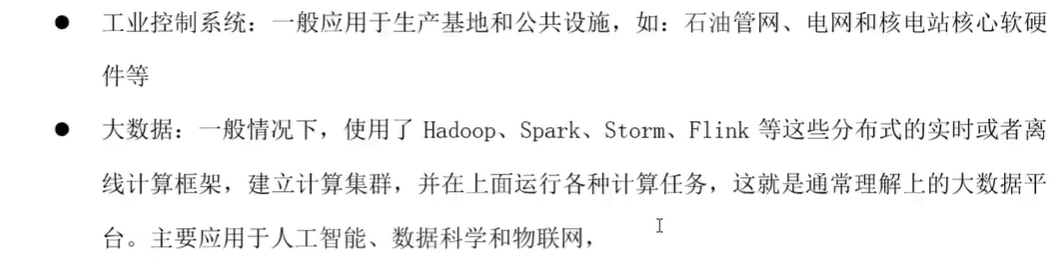 ● 工业控制系统：一般应用于生产基地和公共设施，如：石油管网、电网和核电站核心软硬
件等
● 大数据：一般情况下，使用了 Hadoop、Spark、Storm、Flink 等这些分布式的实时或者离
线计算框架，建立计算集群，并在上面运行各种计算任务，这就是通常理解上的大数据平
台。主要应用于人工智能、数据科学和物联网，